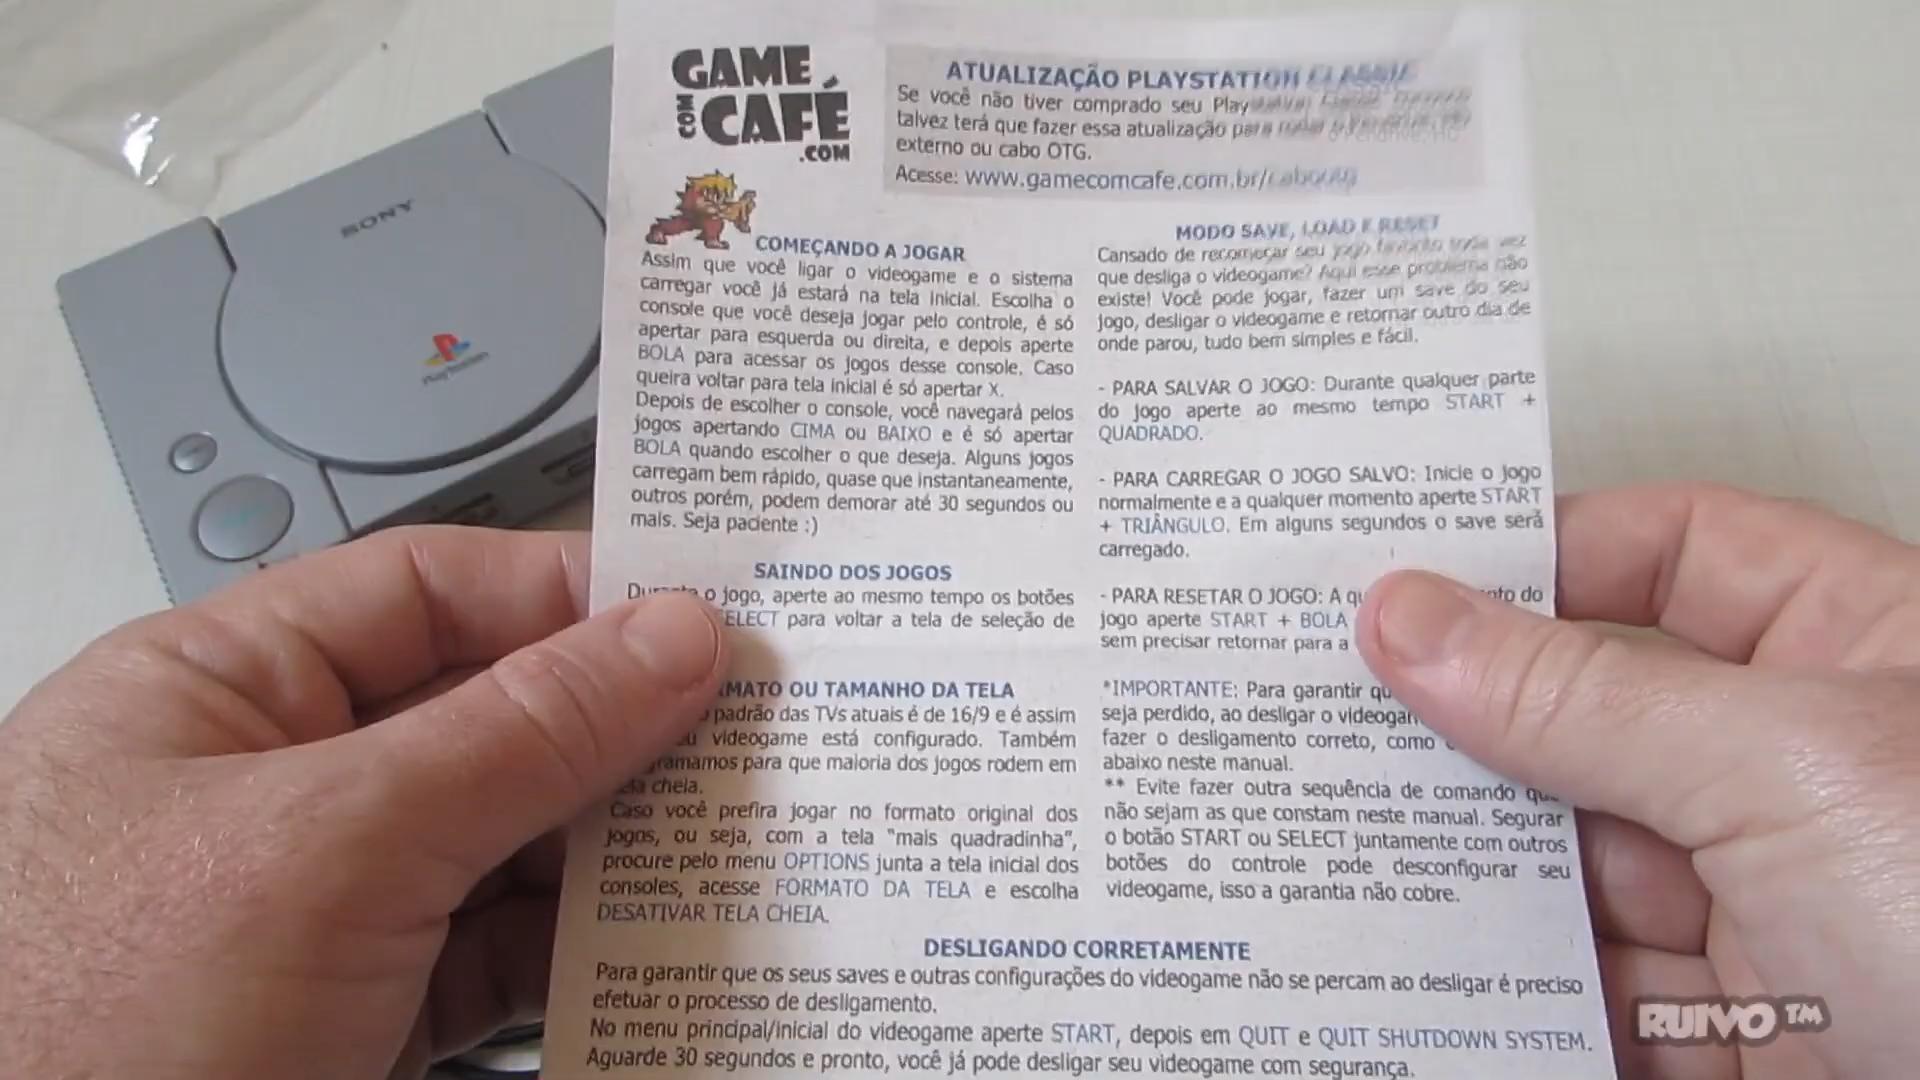 GAME
COM
CAFÉ
.COM
ATUALIZAÇÃO PLAYSTATION CLASSIC
Se você não tiver comprado seu
talvez terá que fazer essa atualização para
externo ou cabo OTG.
Acesse: www.gamecomcafe.com.br/cabootg
COMEÇANDO A JOGAR
Assim que você ligar o videogame e o sistema
carregar você já estará na tela inicial. Escolha o
console que você deseja jogar pelo controle, é só
apertar para esquerda ou direita, e depois aperte
BOLA para acessar os jogos desse console. Caso
queira voltar para tela inicial é só apertar X.
Depois de escolher o console, você navegará pelos
jogos apertando CIMA ou BAIXO e é só apertar
BOLA quando escolher o que deseja. Alguns jogos
carregam bem rápido, quase que instantaneamente,
outros porém, podem demorar até 30 segundos ou
mais. Seja paciente :)
SAINDO DOS JOGOS
Durante o jogo, aperte ao mesmo tempo os botões
SELECT para voltar a tela de seleção de
RMATO OU TAMANHO DA TELA
padrão das TVs atuais é de 16/9 e é assim
videogame está configurado. Também
gramamos para que maioria dos jogos rodem em
tela cheia.
Caso você prefira jogar no formato original dos
jogos, ou seja, com a tela "mais quadradinha",
procure pelo menu OPTIONS junta a tela inicial dos
consoles, acesse FORMATO DA TELA e escolha
DESATIVAR TELA CHEIA.
MODO SAVE, LOAD E RESET
Cansado de recomeçar seu jogo favorito toda vez
que desliga o videogame? Aqui esse problema não
existe! Você pode jogar, fazer um save do seu
jogo, desligar o videogame e retornar outro dia de
onde parou, tudo bem simples e fácil.
- PARA SALVAR O JOGO: Durante qualquer parte
do jogo aperte ao mesmo tempo START +
QUADRADO.
- PARA CARREGAR O JOGO SALVO: Inicie o jogo
normalmente e a qualquer momento aperte START
+ TRIÂNGULO. Em alguns segundos o save será
carregado.
- PARA RESETAR O JOGO: A qu nto do
jogo aperte START + BOLA
sem precisar retornar para a
*IMPORTANTE: Para garantir qu
seja perdido, ao desligar o videogam
fazer o desligamento correto, como
abaixo neste manual.
** Evite fazer outra sequência de comando que
não sejam as que constam neste manual. Segurar
o botão START ou SELECT juntamente com outros
botões do controle pode desconfigurar seu
videogame, isso a garantia não cobre.
DESLIGANDO CORRETAMENTE
Para garantir que os seus saves e outras configurações do videogame não se percam ao desligar é preciso
efetuar o processo de desligamento.
No menu principal/inicial do videogame aperte START, depois em QUIT e QUIT SHUTDOWN SYSTEM.
Aguarde 30 segundos e pronto, você já pode desligar seu videogame com segurança.
SONY
PlayStation
RUIVO™